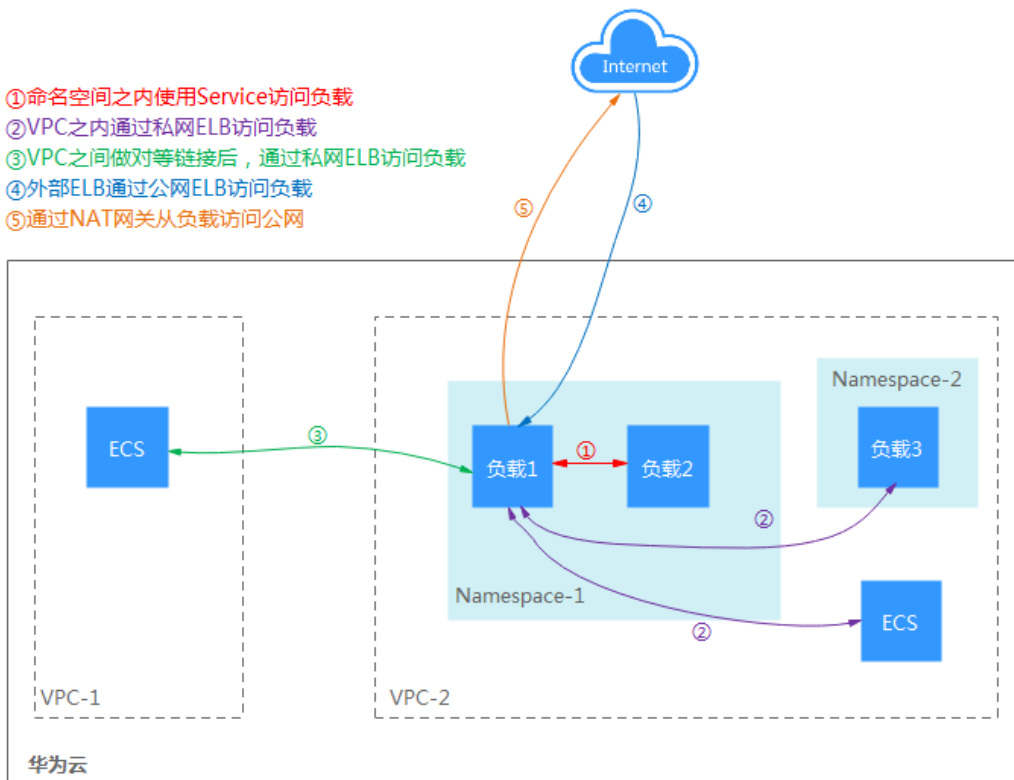 Internet
①命名空间之内使用Service访问负载
②VPC之内通过私网ELB访问负载
③VPC之间做对等链接后，通过私网ELB访问负载
④外部ELB通过公网ELB访问负载
⑤通过NAT网关从负载访问公网
⑤
④
Namespace-2
ECS
③
负载1
①
负载2
负载3
②
Namespace-1
②
ECS
VPC-1
VPC-2
华为云